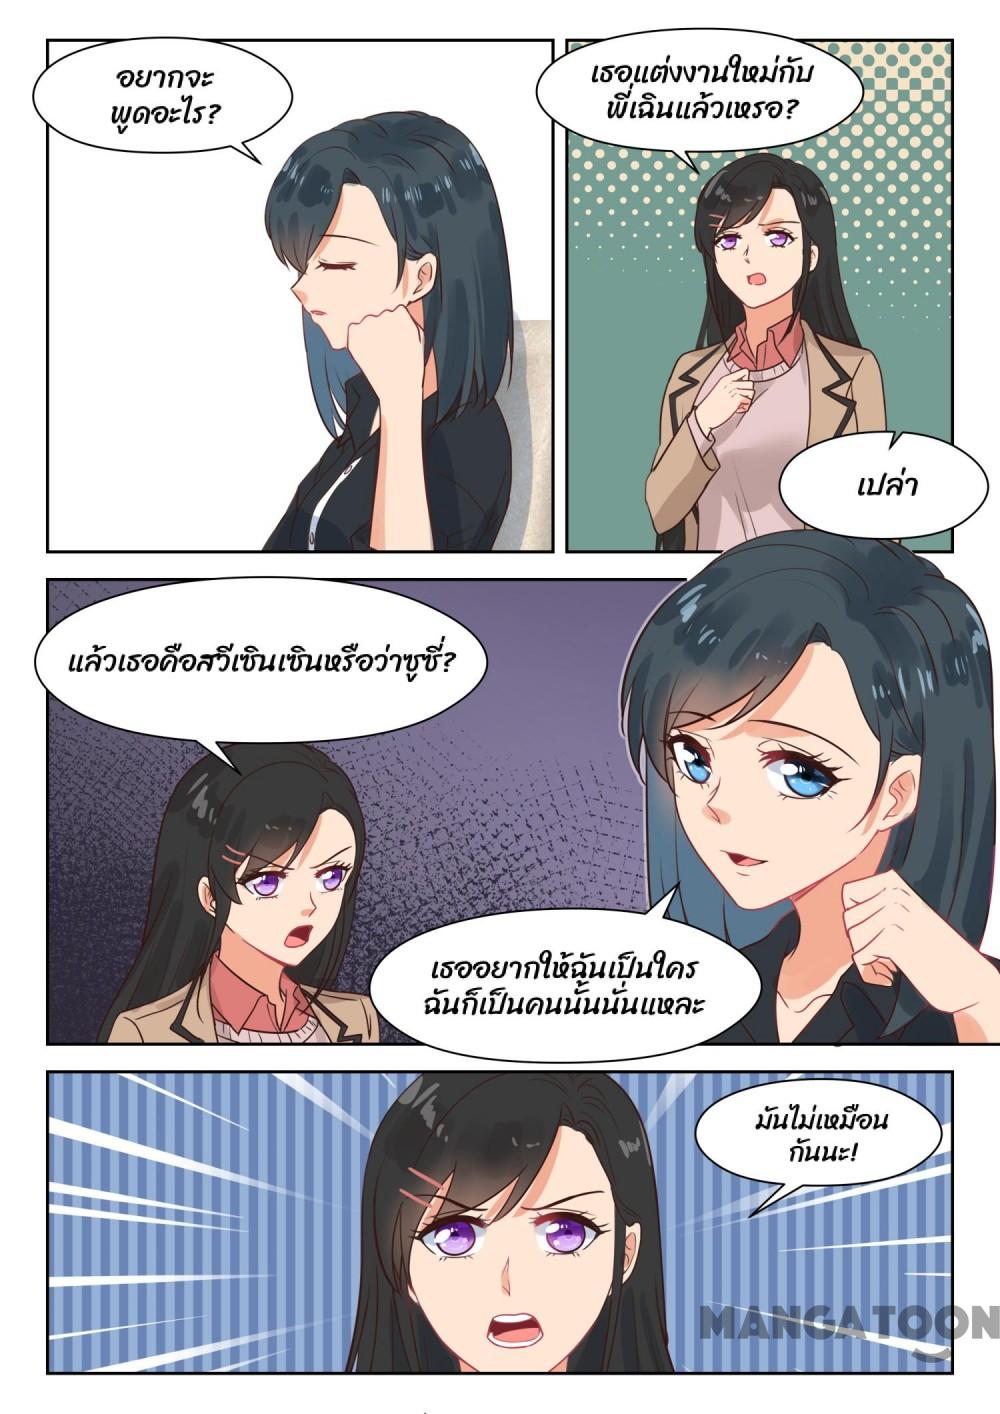 อยากจะ
พูดอะไร?
เธอแต่งงานใหม่กับ
พี่เฉินแล้วเหรอ?
เปล่า
แล้วเธอคือสวีเซินเซินหรือว่าซูซี่?
เธออยากให้ฉันเป็นใคร
ฉันก็เป็นคนนั้นนั่นแหละ
มันไม่เหมือน
กันนะ!
MANGATOON